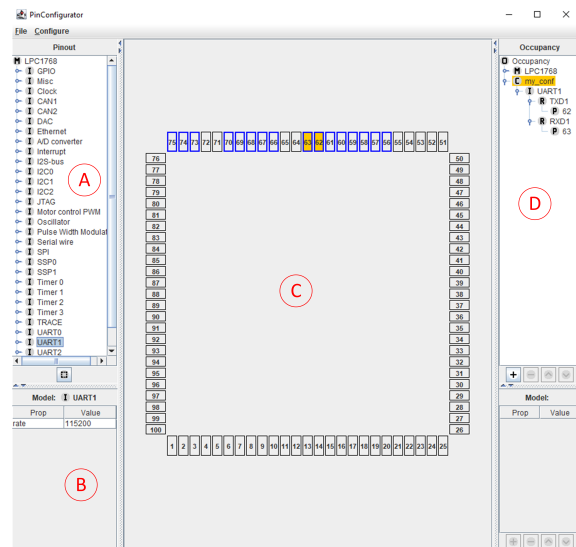 PinConfigurator
File Configure
Pinout
M LPC1768
I GPIO
I Misc
I Clock
I CAN1
I CAN2
I DAC
I Ethernet
I A/D converter
I Interrupt
I I2S-bus
I I2C0
I I2C1
I I2C2
I JTAG
I Motor control PWM
I Oscillator
I Pulse Width Modulat
I Serial wire
I SPI
I SSP0
I SSP1
I Timer 0
I Timer 1
I Timer 2
I Timer 3
I TRACE
I UART0
I UART1
I UART2
A
Model: I UART1
Prop Value
rate 115200
B
75 74 73 72 71 70 69 68 67 66 65 64 63 62 61 60 59 58 57 56 55 54 53 52 51
76 50
77 49
78 48
79 47
80 46
81 45
82 44
83 43
84 42
85 41
86 40
87 39
88 38
89 37
90 36
91 35
92 34
93 33
94 32
95 31
96 30
97 29
98 28
99 27
100 26
C
1 2 3 4 5 6 7 8 9 10 11 12 13 14 15 16 17 18 19 20 21 22 23 24 25
Occupancy
O Occupancy
M LPC1768
C my_conf
I UART1
R TXD1
P 62
R RXD1
P 63
D
Model:
Prop Value